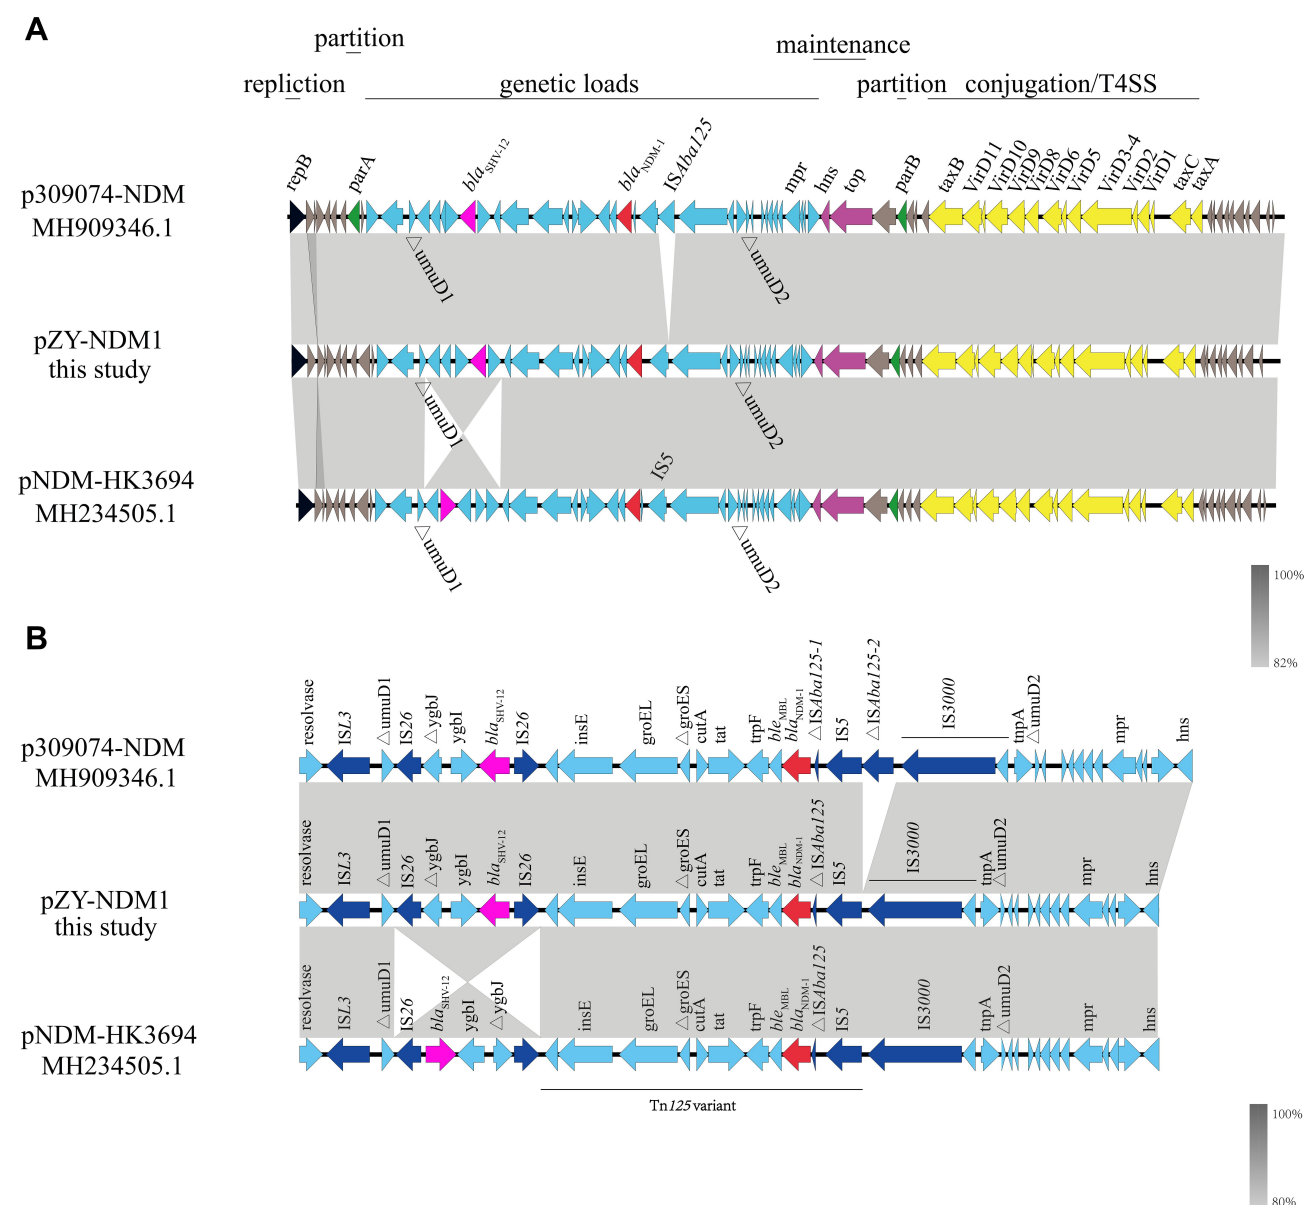 A
partition
maintenance
repliction
genetic loads
partition
conjugation/T4SS
repB
parA
blaSHV-12
blaNDM-1
ISAba125
mpr
hns
top
parB
taxB
VirD11
VirD10
VirD9
VirD8
VirD6
VirD5
VirD3-4
VirD2
VirD1
taxC
taxA
p309074-NDM
MH909346.1
△umuD1
△umuD2
pZY-NDM1
this study
△umuD1
△umuD2
IS5
pNDM-HK3694
MH234505.1
△umuD1
△umuD2
100%
82%
B
resolvase
ISL3
△umuD1
IS26
△ygbJ
ygbI
blaSHV-12
IS26
insE
groEL
△groES
cutA
tat
trpF
bleMBL
blaNDM-1
△ISAba125-1
IS5
△ISAba125-2
IS3000
tnpA
△umuD2
mpr
hns
p309074-NDM
MH909346.1
resolvase
ISL3
△umuD1
IS26
△ygbJ
ygbI
blaSHV-12
IS26
insE
groEL
△groES
cutA
tat
trpF
bleMBL
blaNDM-1
△ISAba125
IS5
IS3000
tnpA
△umuD2
mpr
hns
pZY-NDM1
this study
resolvase
ISL3
△umuD1
IS26
blaSHV-12
ygbI
△ygbJ
insE
groEL
△groES
cutA
tat
trpF
bleMBL
blaNDM-1
△ISAba125
IS5
IS3000
tnpA
△umuD2
mpr
hns
pNDM-HK3694
MH234505.1
Tn125 variant
100%
80%